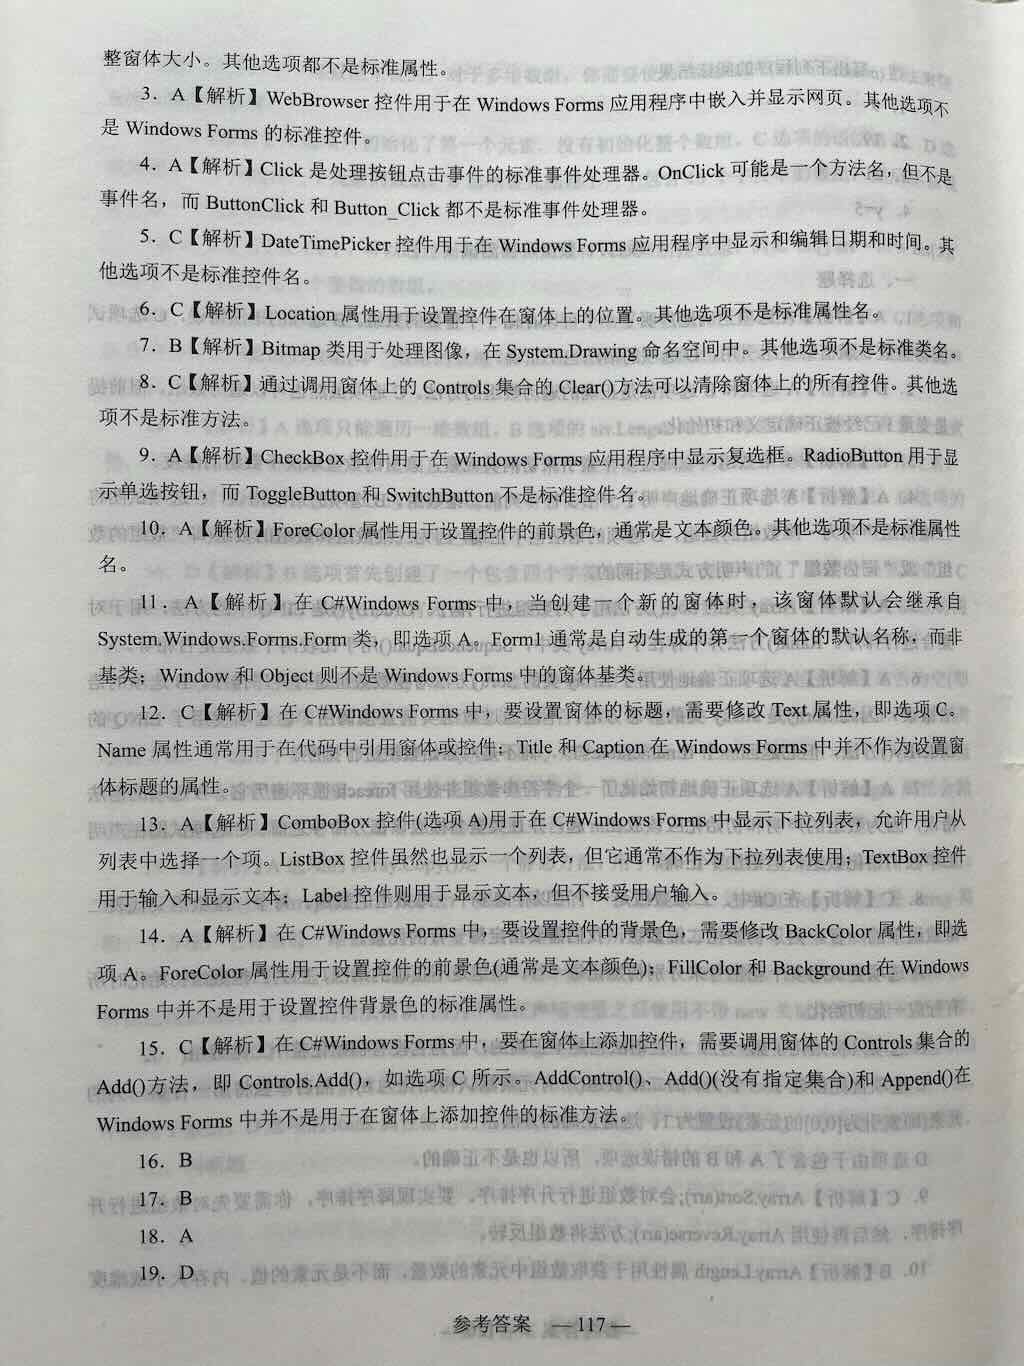 整窗体大小。其他选项都不是标准属性。
3．A【解析】WebBrowser 控件用于在 Windows Forms 应用程序中嵌入并显示网页。其他选项不
是 Windows Forms 的标准控件。
4．A【解析】Click 是处理按钮点击事件的标准事件处理器。OnClick 可能是一个方法名，但不是
事件名，而 ButtonClick 和 Button_Click 都不是标准事件处理器。
5．C【解析】DateTimePicker 控件用于在 Windows Forms 应用程序中显示和编辑日期和时间。其
他选项不是标准控件名。
6．C【解析】Location 属性用于设置控件在窗体上的位置。其他选项不是标准属性名。
7．B【解析】Bitmap 类用于处理图像，在 System.Drawing 命名空间中。其他选项不是标准类名。
8．C【解析】通过调用窗体上的 Controls 集合的 Clear()方法可以清除窗体上的所有控件。其他选
项不是标准方法。
9．A【解析】CheckBox 控件用于在 Windows Forms 应用程序中显示复选框。RadioButton 用于显
示单选按钮，而 ToggleButton 和 SwitchButton 不是标准控件名。
10．A【解析】ForeColor 属性用于设置控件的前景色，通常是文本颜色。其他选项不是标准属性
名。
11．A【解析】在 C#Windows Forms 中，当创建一个新的窗体时，该窗体默认会继承自
System.Windows.Forms.Form 类，即选项 A。Form1 通常是自动生成的第一个窗体的默认名称，而非
基类；Window 和 Object 则不是 Windows Forms 中的窗体基类。
12．C【解析】在 C#Windows Forms 中，要设置窗体的标题，需要修改 Text 属性，即选项 C。
Name 属性通常用于在代码中引用窗体或控件；Title 和 Caption 在 Windows Forms 中并不作为设置窗
体标题的属性。
13．A【解析】ComboBox 控件(选项 A)用于在 C#Windows Forms 中显示下拉列表，允许用户从
列表中选择一个项。ListBox 控件虽然也显示一个列表，但它通常不作为下拉列表使用；TextBox 控件
用于输入和显示文本；Label 控件则用于显示文本，但不接受用户输入。
14．A【解析】在 C#Windows Forms 中，要设置控件的背景色，需要修改 BackColor 属性，即选
项 A。ForeColor 属性用于设置控件的前景色(通常是文本颜色)；FillColor 和 Background 在 Windows
Forms 中并不是用于设置控件背景色的标准属性。
15．C【解析】在 C#Windows Forms 中，要在窗体上添加控件，需要调用窗体的 Controls 集合的
Add()方法，即 Controls.Add()，如选项 C 所示。AddControl()、Add()(没有指定集合)和 Append()在
Windows Forms 中并不是用于在窗体上添加控件的标准方法。
16．B
17．B
18．A
19．D
参考答案 — 117 —